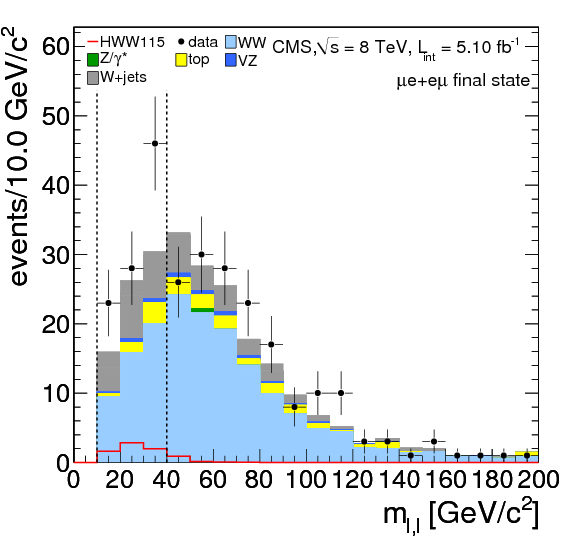 HWW115 data WW CMS,√s = 8 TeV, L_int = 5.10 fb⁻¹
Z/γ* top VZ
W+jets μe+eμ final state
events/10.0 GeV/c²
60
50
40
30
20
10
0
0 20 40 60 80 100 120 140 160 180 200
m_l,l [GeV/c²]